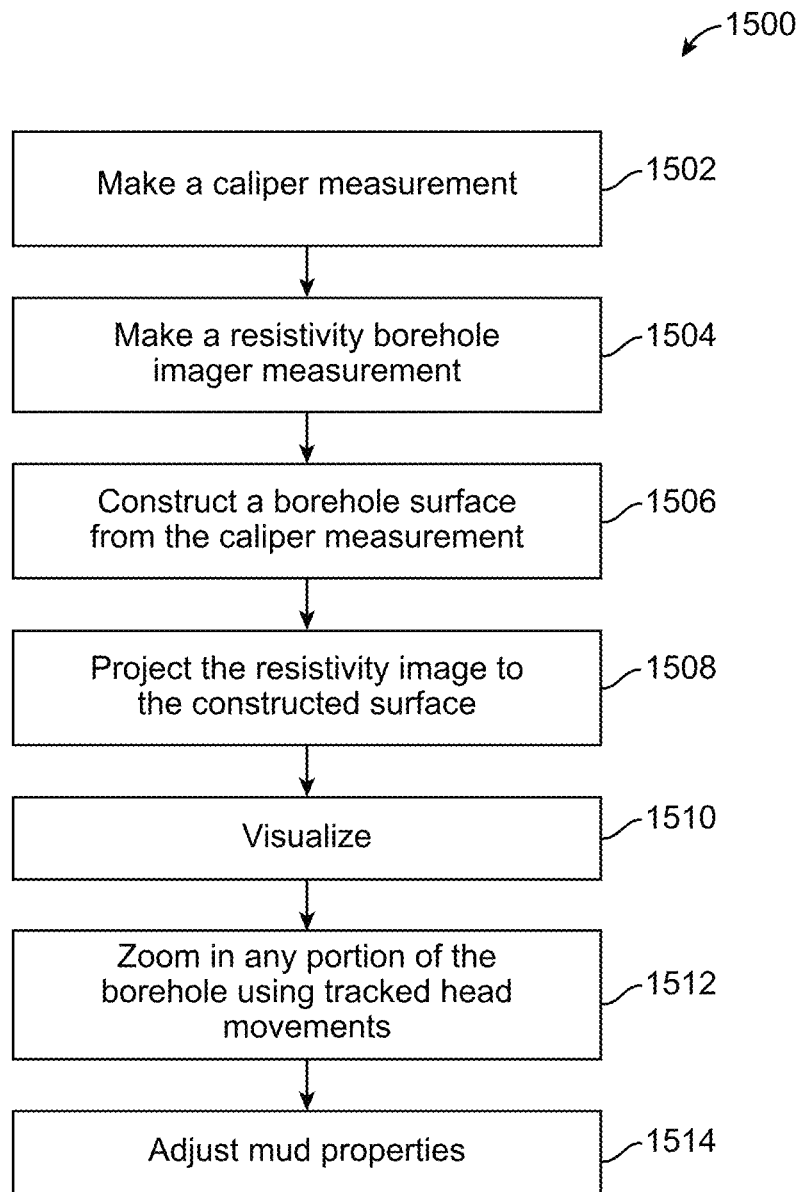 1500
Make a caliper measurement
1502
Make a resistivity borehole
imager measurement
1504
Construct a borehole surface
from the caliper measurement
1506
Project the resistivity image to
the constructed surface
1508
Visualize
1510
Zoom in any portion of the
borehole using tracked head
movements
1512
Adjust mud properties
1514